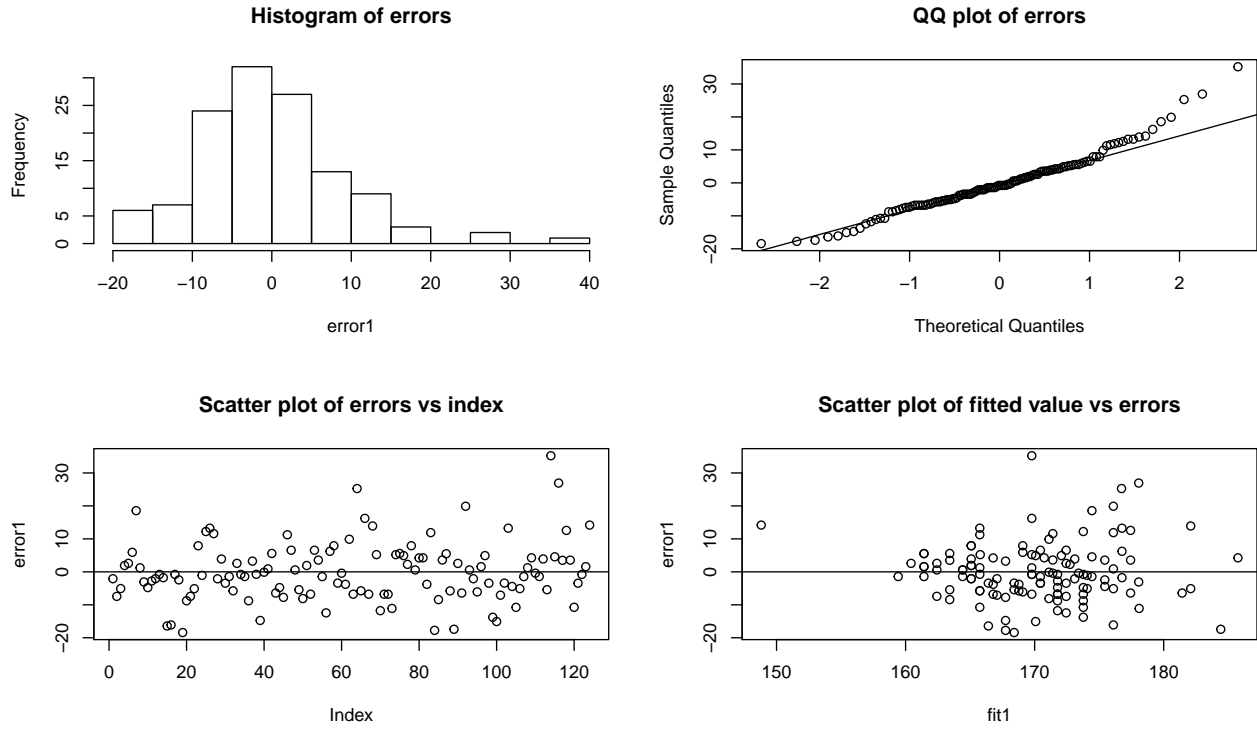 Histogram of errors
Frequency
0 5 15 25
−20 −10 0 10 20 30 40
error1
QQ plot of errors
Sample Quantiles
−20 0 10 30
−2 −1 0 1 2
Theoretical Quantiles
Scatter plot of errors vs index
error1
−20 0 10 30
0 20 40 60 80 100 120
Index
Scatter plot of fitted value vs errors
error1
−20 0 10 30
150 160 170 180
fit1